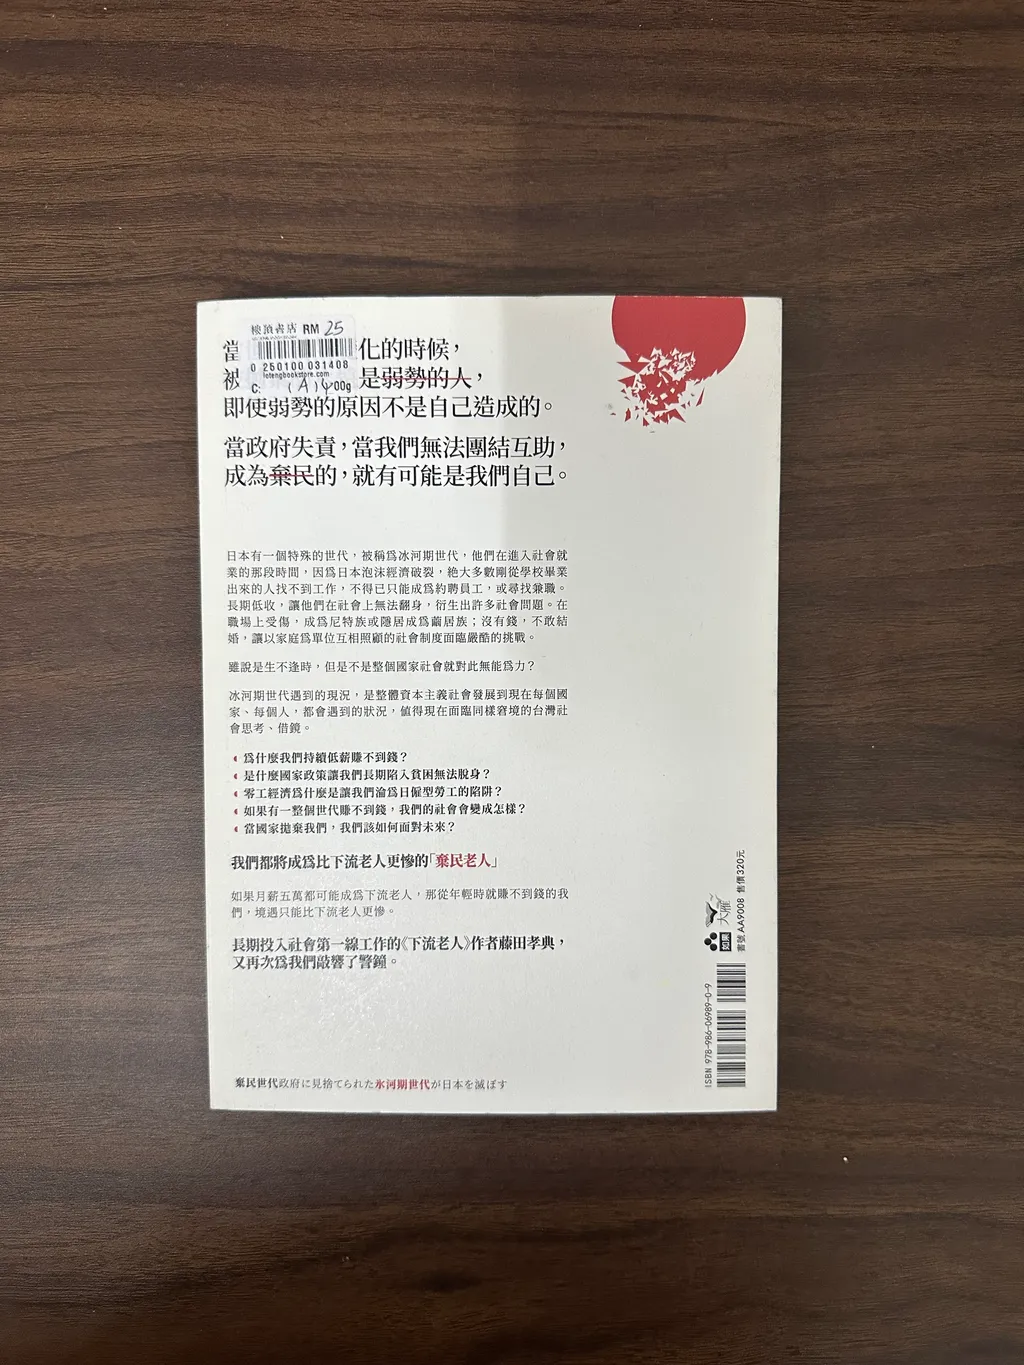 樓頂書店 RM 25
0 250100 031408
lotengbookstore.com
C: (A) 400g
當
化的時候，
被
是弱勢的人，
即使弱勢的原因不是自己造成的。
當政府失責，當我們無法團結互助，
成為棄民的，就有可能是我們自己。
日本有一個特殊的世代，被稱為冰河期世代，他們在進入社會就
業的那段時間，因為日本泡沫經濟破裂，絕大多數剛從學校畢業
出來的人找不到工作，不得已只能成為約聘員工，或尋找兼職。
長期低收，讓他們在社會上無法翻身，衍生出許多社會問題。在
職場上受傷，成為尼特族或隱居成為繭居族；沒有錢，不敢結
婚，讓以家庭為單位互相照顧的社會制度面臨嚴酷的挑戰。
雖說是生不逢時，但是不是整個國家社會就對此無能為力？
冰河期世代遇到的現況，是整體資本主義社會發展到現在每個國
家、每個人，都會遇到的狀況，值得現在面臨同樣窘境的台灣社
會思考、借鏡。
為什麼我們持續低薪賺不到錢？
是什麼國家政策讓我們長期陷入貧困無法脫身？
零工經濟為什麼是讓我們淪為日僱型勞工的陷阱？
如果有一整個世代賺不到錢，我們的社會會變成怎樣？
當國家拋棄我們，我們該如何面對未來？
我們都將成為比下流老人更慘的「棄民老人」
如果月薪五萬都可能成為下流老人，那從年輕時就賺不到錢的我
們，境遇只能比下流老人更慘。
長期投入社會第一線工作的《下流老人》作者藤田孝典，
又再次為我們敲響了警鐘。
棄民世代政府に見捨てられた氷河期世代が日本を滅ぼす
大雁
如果
書號 AA9008 售價320元
ISBN 978-986-06989-0-9